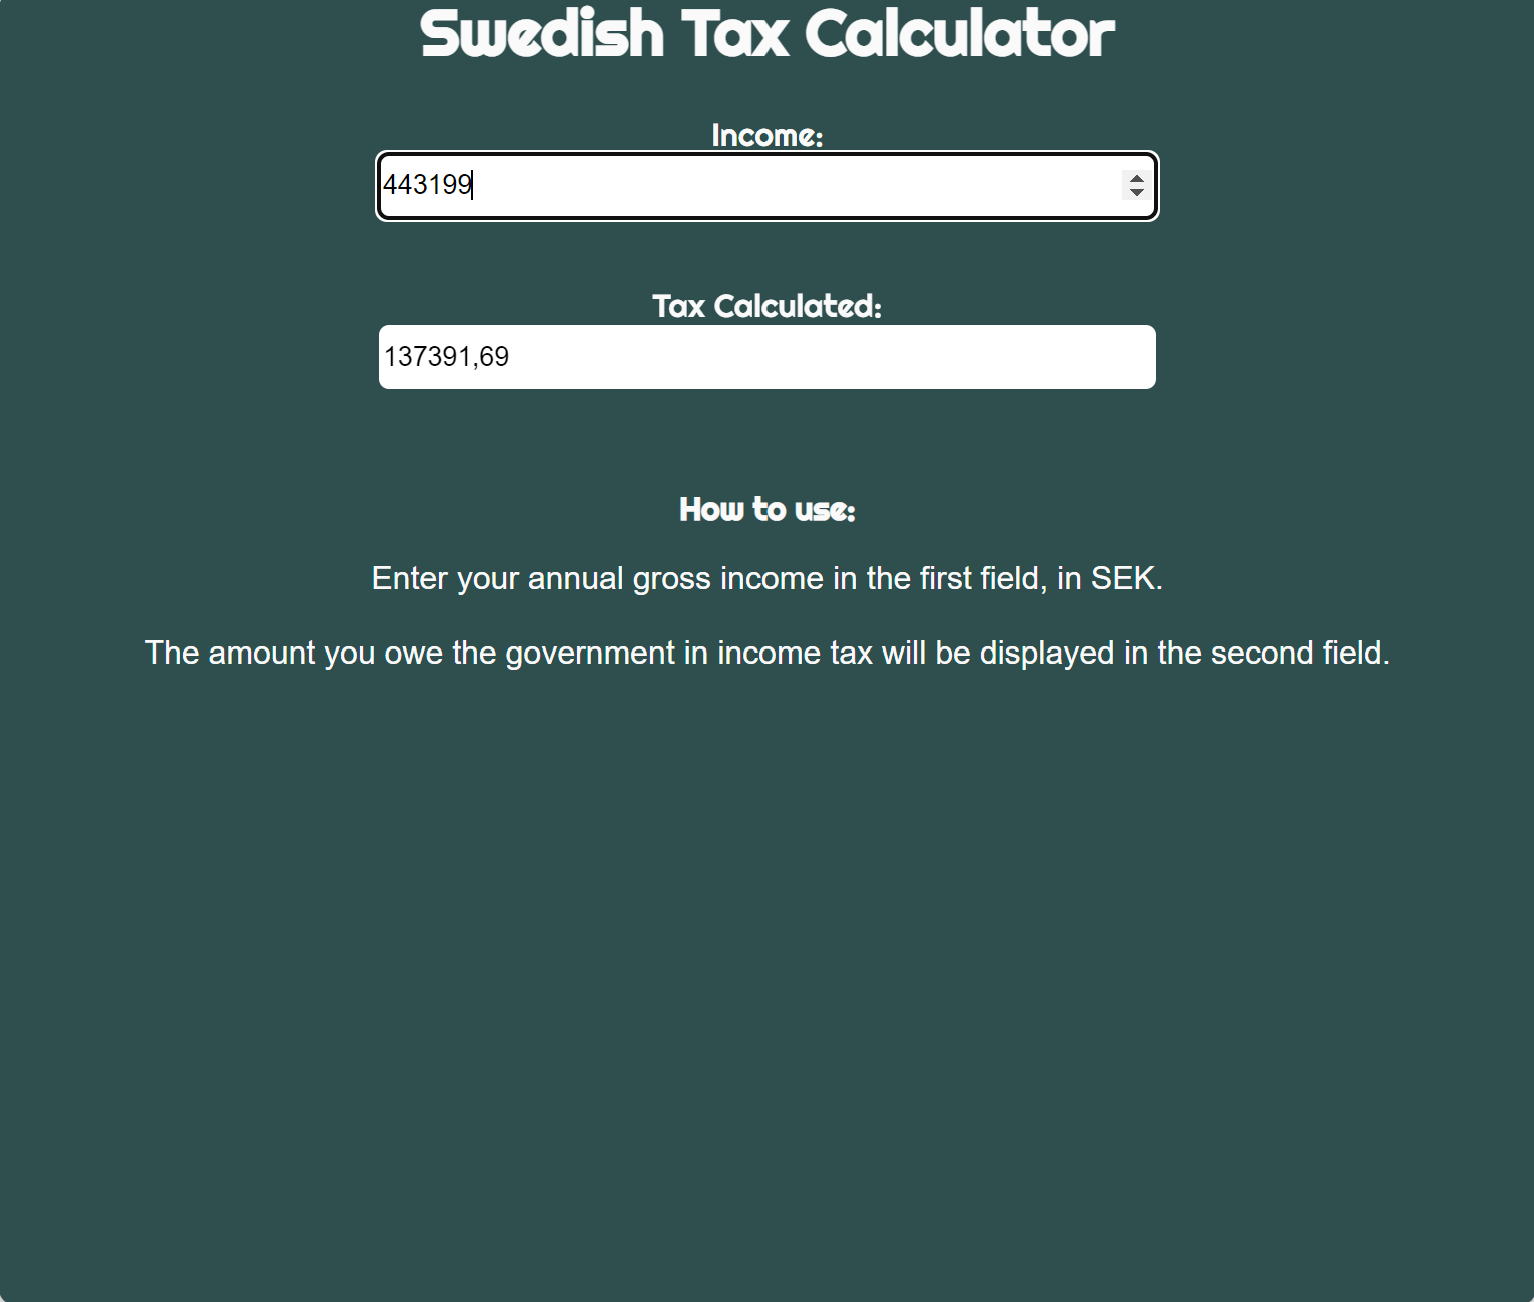 Swedish Tax Calculator
Income:
443199
Tax Calculated:
137391,69
How to use:
Enter your annual gross income in the first field, in SEK.
The amount you owe the government in income tax will be displayed in the second field.